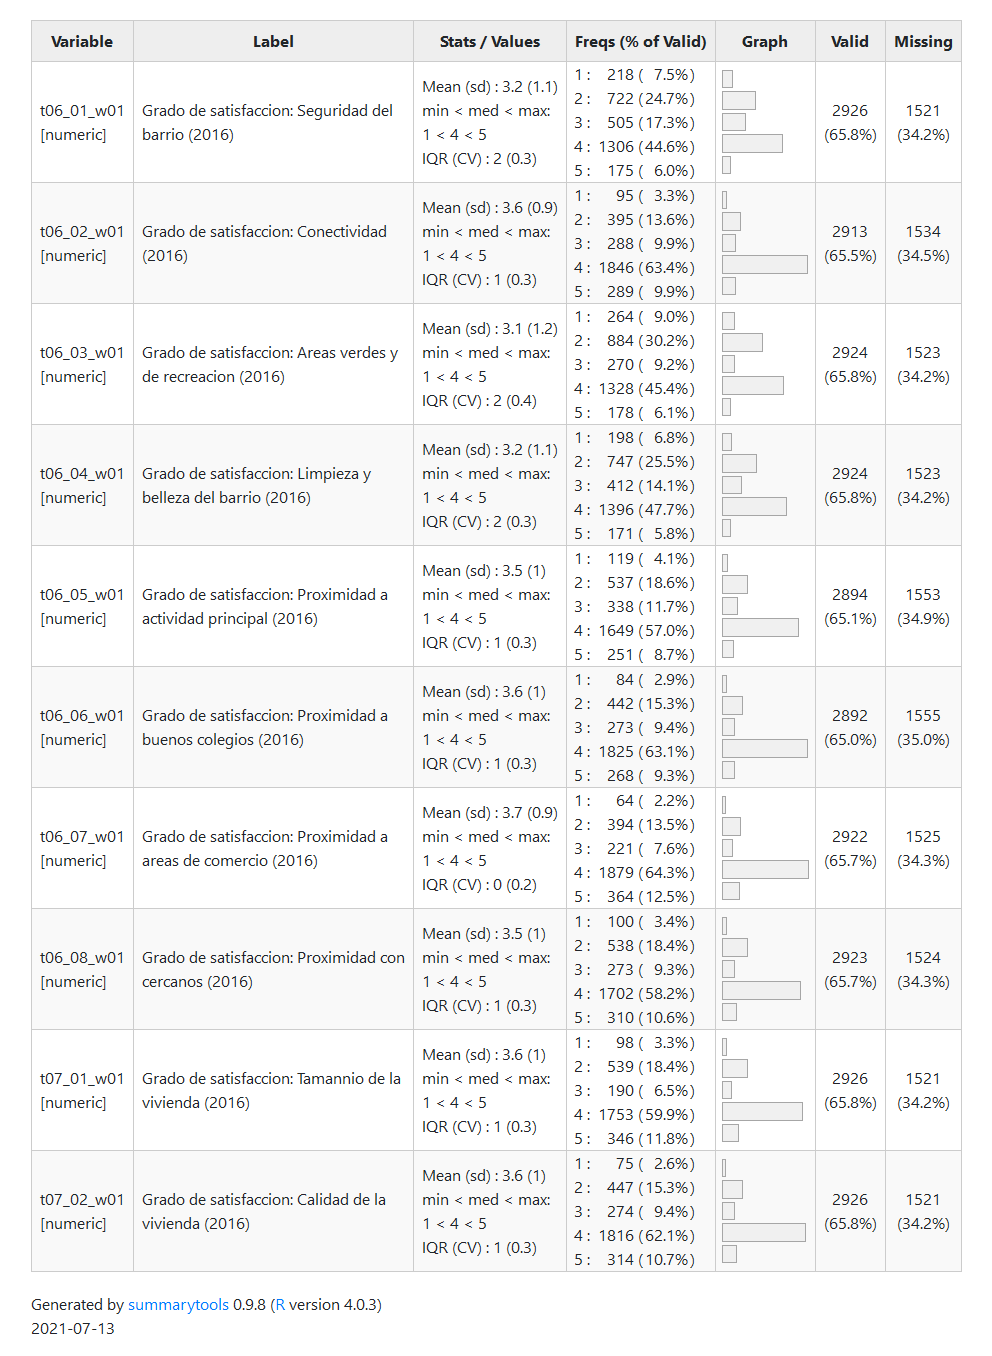 Variable Label Stats / Values Freqs (% of Valid) Graph Valid Missing
t06_01_w01
[numeric]
Grado de satisfaccion: Seguridad del
barrio (2016)
Mean (sd) : 3.2 (1.1)
min < med < max:
1 < 4 < 5
IQR (CV) : 2 (0.3)
1 : 218 ( 7.5%)
2 : 722 (24.7%)
3 : 505 (17.3%)
4 : 1306 (44.6%)
5 : 175 ( 6.0%)
2926
(65.8%)
1521
(34.2%)
t06_02_w01
[numeric]
Grado de satisfaccion: Conectividad
(2016)
Mean (sd) : 3.6 (0.9)
min < med < max:
1 < 4 < 5
IQR (CV) : 1 (0.3)
1 : 95 ( 3.3%)
2 : 395 (13.6%)
3 : 288 ( 9.9%)
4 : 1846 (63.4%)
5 : 289 ( 9.9%)
2913
(65.5%)
1534
(34.5%)
t06_03_w01
[numeric]
Grado de satisfaccion: Areas verdes y
de recreacion (2016)
Mean (sd) : 3.1 (1.2)
min < med < max:
1 < 4 < 5
IQR (CV) : 2 (0.4)
1 : 264 ( 9.0%)
2 : 884 (30.2%)
3 : 270 ( 9.2%)
4 : 1328 (45.4%)
5 : 178 ( 6.1%)
2924
(65.8%)
1523
(34.2%)
t06_04_w01
[numeric]
Grado de satisfaccion: Limpieza y
belleza del barrio (2016)
Mean (sd) : 3.2 (1.1)
min < med < max:
1 < 4 < 5
IQR (CV) : 2 (0.3)
1 : 198 ( 6.8%)
2 : 747 (25.5%)
3 : 412 (14.1%)
4 : 1396 (47.7%)
5 : 171 ( 5.8%)
2924
(65.8%)
1523
(34.2%)
t06_05_w01
[numeric]
Grado de satisfaccion: Proximidad a
actividad principal (2016)
Mean (sd) : 3.5 (1)
min < med < max:
1 < 4 < 5
IQR (CV) : 1 (0.3)
1 : 119 ( 4.1%)
2 : 537 (18.6%)
3 : 338 (11.7%)
4 : 1649 (57.0%)
5 : 251 ( 8.7%)
2894
(65.1%)
1553
(34.9%)
t06_06_w01
[numeric]
Grado de satisfaccion: Proximidad a
buenos colegios (2016)
Mean (sd) : 3.6 (1)
min < med < max:
1 < 4 < 5
IQR (CV) : 1 (0.3)
1 : 84 ( 2.9%)
2 : 442 (15.3%)
3 : 273 ( 9.4%)
4 : 1825 (63.1%)
5 : 268 ( 9.3%)
2892
(65.0%)
1555
(35.0%)
t06_07_w01
[numeric]
Grado de satisfaccion: Proximidad a
areas de comercio (2016)
Mean (sd) : 3.7 (0.9)
min < med < max:
1 < 4 < 5
IQR (CV) : 0 (0.2)
1 : 64 ( 2.2%)
2 : 394 (13.5%)
3 : 221 ( 7.6%)
4 : 1879 (64.3%)
5 : 364 (12.5%)
2922
(65.7%)
1525
(34.3%)
t06_08_w01
[numeric]
Grado de satisfaccion: Proximidad con
cercanos (2016)
Mean (sd) : 3.5 (1)
min < med < max:
1 < 4 < 5
IQR (CV) : 1 (0.3)
1 : 100 ( 3.4%)
2 : 538 (18.4%)
3 : 273 ( 9.3%)
4 : 1702 (58.2%)
5 : 310 (10.6%)
2923
(65.7%)
1524
(34.3%)
t07_01_w01
[numeric]
Grado de satisfaccion: Tamannio de la
vivienda (2016)
Mean (sd) : 3.6 (1)
min < med < max:
1 < 4 < 5
IQR (CV) : 1 (0.3)
1 : 98 ( 3.3%)
2 : 539 (18.4%)
3 : 190 ( 6.5%)
4 : 1753 (59.9%)
5 : 346 (11.8%)
2926
(65.8%)
1521
(34.2%)
t07_02_w01
[numeric]
Grado de satisfaccion: Calidad de la
vivienda (2016)
Mean (sd) : 3.6 (1)
min < med < max:
1 < 4 < 5
IQR (CV) : 1 (0.3)
1 : 75 ( 2.6%)
2 : 447 (15.3%)
3 : 274 ( 9.4%)
4 : 1816 (62.1%)
5 : 314 (10.7%)
2926
(65.8%)
1521
(34.2%)
Generated by summarytools 0.9.8 (R version 4.0.3)
2021-07-13